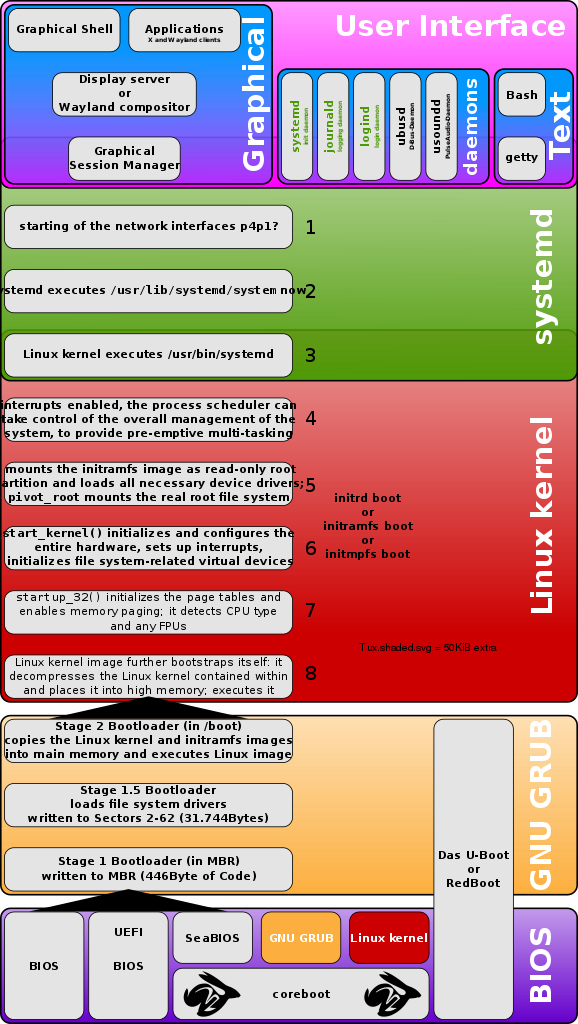 User Interface
Graphical Shell
Applications
X and Wayland clients
Display server
or
Wayland compositor
Graphical
Session Manager
Graphical
systemd
init daemon
journald
logging daemon
logind
login daemon
ubusd
D-Bus-Daemon
usoundd
PulseAudio-Daemon
daemons
Bash
getty
Text
starting of the network interfaces p4p1?
1
ystemd executes /usr/lib/systemd/system now
2
Linux kernel executes /usr/bin/systemd
3
systemd
interrupts enabled, the process scheduler can
take control of the overall management of the
system, to provide pre-emptive multi-tasking
4
mounts the initramfs image as read-only root
artition and loads all necessary device drivers;
pivot_root mounts the real root file system
5
start_kernel() initializes and configures the
entire hardware, sets up interrupts,
initializes file system-related virtual devices
6
startup_32() initializes the page tables and
enables memory paging; it detects CPU type
and any FPUs
7
Linux kernel image further bootstraps itself: it
decompresses the Linux kernel contained within
and places it into high memory; executes it
8
initrd boot
or
initramfs boot
or
initmpfs boot
Tux.shaded.svg = 50KiB extra
Linux kernel
Stage 2 Bootloader (in /boot)
copies the Linux kernel and initramfs images
into main memory and executes Linux image
Stage 1.5 Bootloader
loads file system drivers
written to Sectors 2-62 (31.744Bytes)
Stage 1 Bootloader (in MBR)
written to MBR (446Byte of Code)
Das U-Boot
or
RedBoot
GNU GRUB
BIOS
UEFI
BIOS
SeaBIOS
GNU GRUB
Linux kernel
coreboot
BIOS